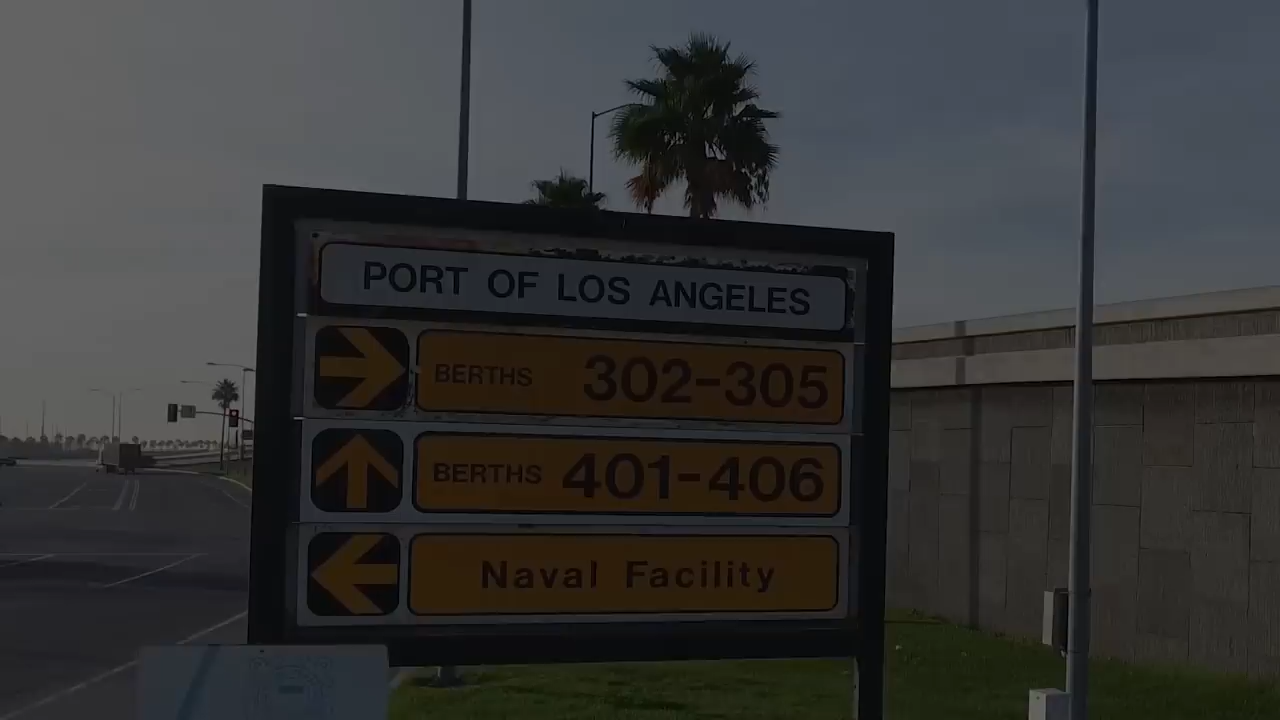 PORT OF LOS ANGELES
BERTHS 302-305
BERTHS 401-406
Naval Facility